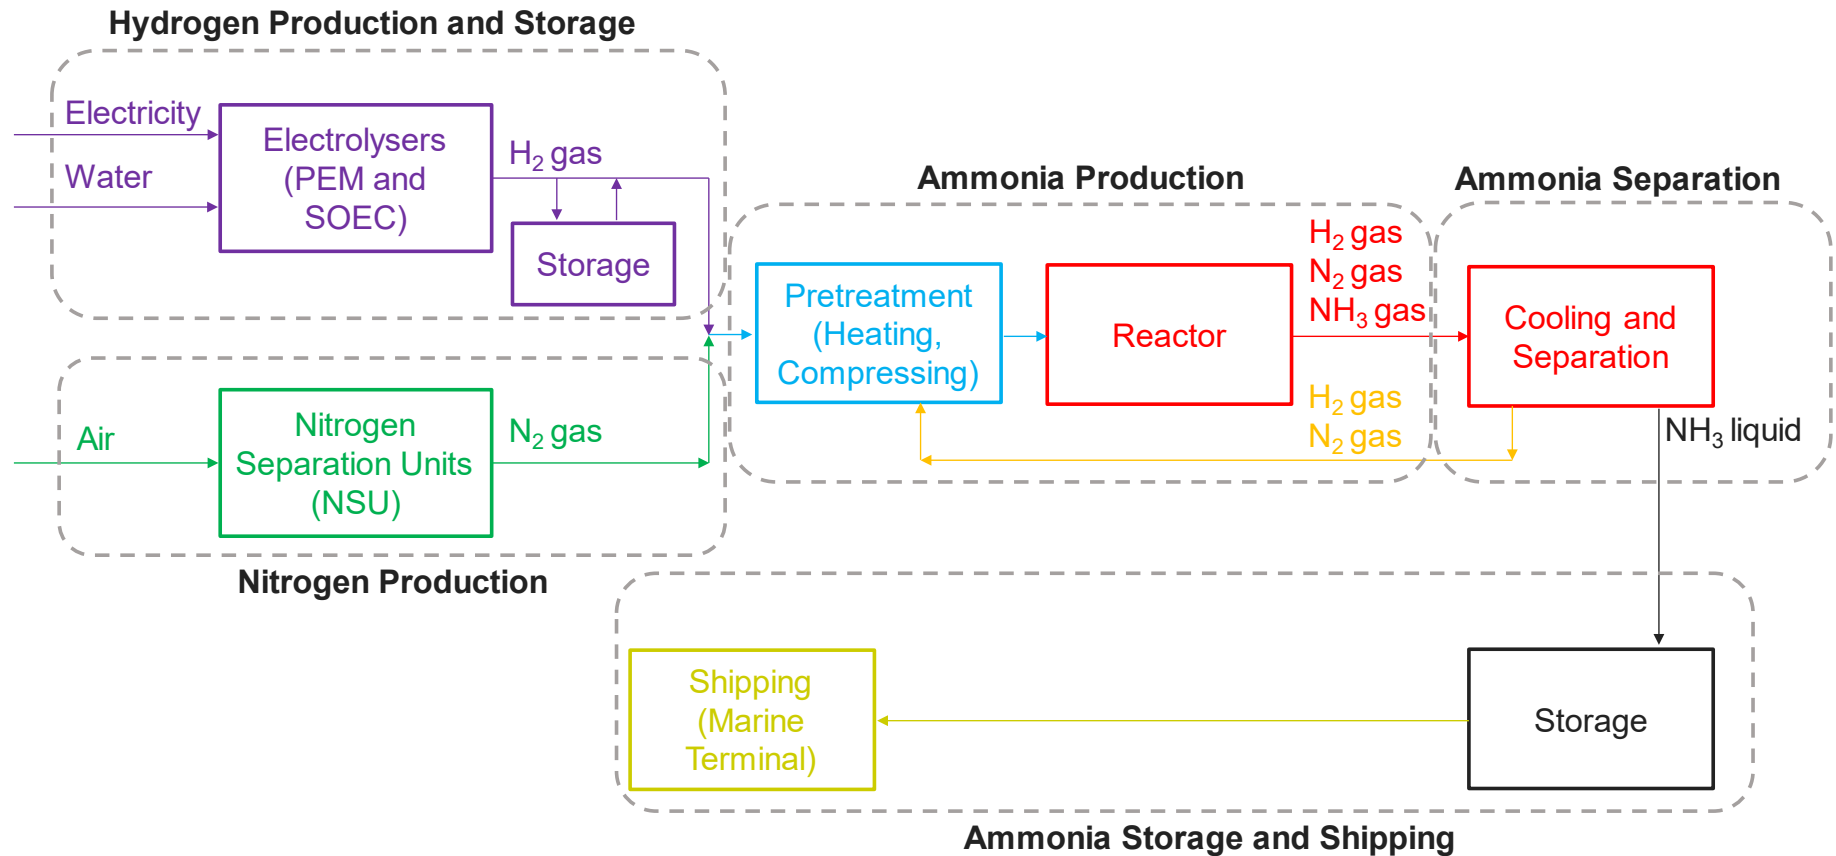 Hydrogen Production and Storage
Electricity
Water
Electrolysers
(PEM and
SOEC)
H₂ gas
Storage
Air
Nitrogen
Separation Units
(NSU)
N₂ gas
Nitrogen Production
Ammonia Production
Pretreatment
(Heating,
Compressing)
Reactor
H₂ gas
N₂ gas
NH₃ gas
H₂ gas
N₂ gas
Ammonia Separation
Cooling and
Separation
NH₃ liquid
Shipping
(Marine
Terminal)
Storage
Ammonia Storage and Shipping